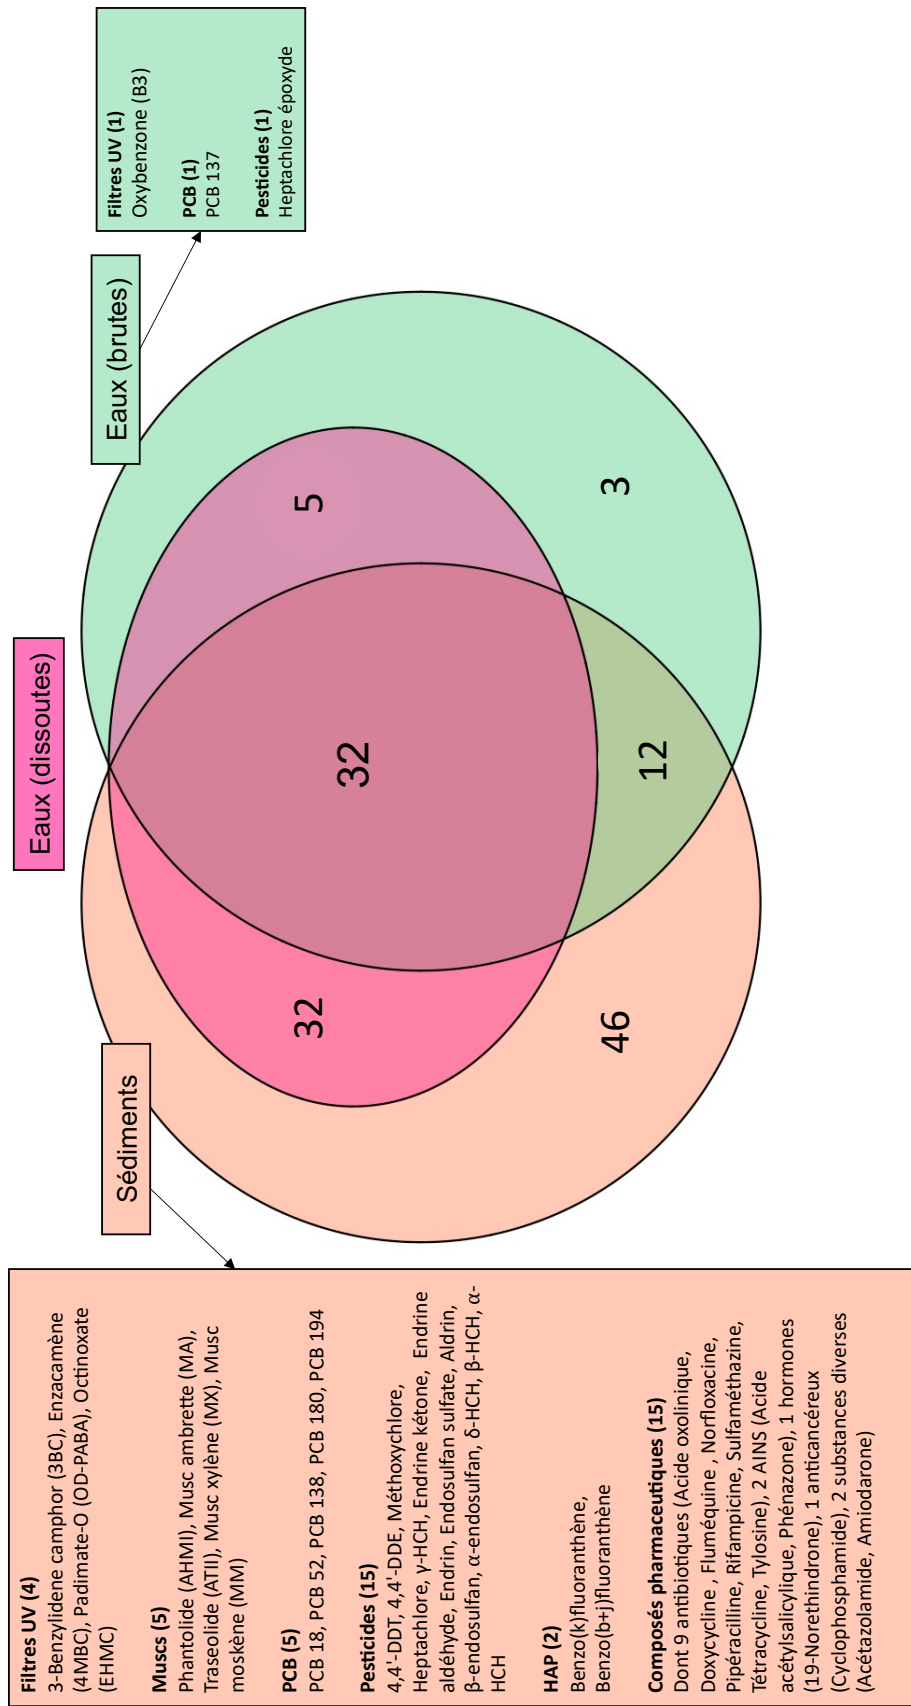 Filtres UV (4)
3-Benzylidene camphor (3BC), Enzacamène
(4MBC), Padimate-O (OD-PABA), Octinoxate
(EHMC)
Muscs (5)
Phantolide (AHMI), Musc ambrette (MA),
Traseolide (ATII), Musc xylène (MX), Musc
moskène (MM)
PCB (5)
PCB 18, PCB 52, PCB 138, PCB 180, PCB 194
Pesticides (15)
4,4'-DDT, 4,4'-DDE, Méthoxychlore,
Heptachlore, γ-HCH, Endrine kétone, Endrine
aldéhyde, Endrin, Endosulfan sulfate, Aldrin,
β-endosulfan, α-endosulfan, δ-HCH, β-HCH, α-
HCH
HAP (2)
Benzo(k)fluoranthène,
Benzo(b+j)fluoranthène
Composés pharmaceutiques (15)
Dont 9 antibiotiques (Acide oxolinique,
Doxycycline , Fluméquine , Norfloxacine,
Pipéracilline, Rifampicine, Sulfaméthazine,
Tétracycline, Tylosine), 2 AINS (Acide
acétylsalicylique, Phénazone), 1 hormones
(19-Norethindrone), 1 anticancéreux
(Cyclophosphamide), 2 substances diverses
(Acétazolamide, Amiodarone)
Sédiments
Eaux (dissoutes)
Eaux (brutes)
32
32
5
46
12
3
Filtres UV (1)
Oxybenzone (B3)
PCB (1)
PCB 137
Pesticides (1)
Heptachlore époxyde